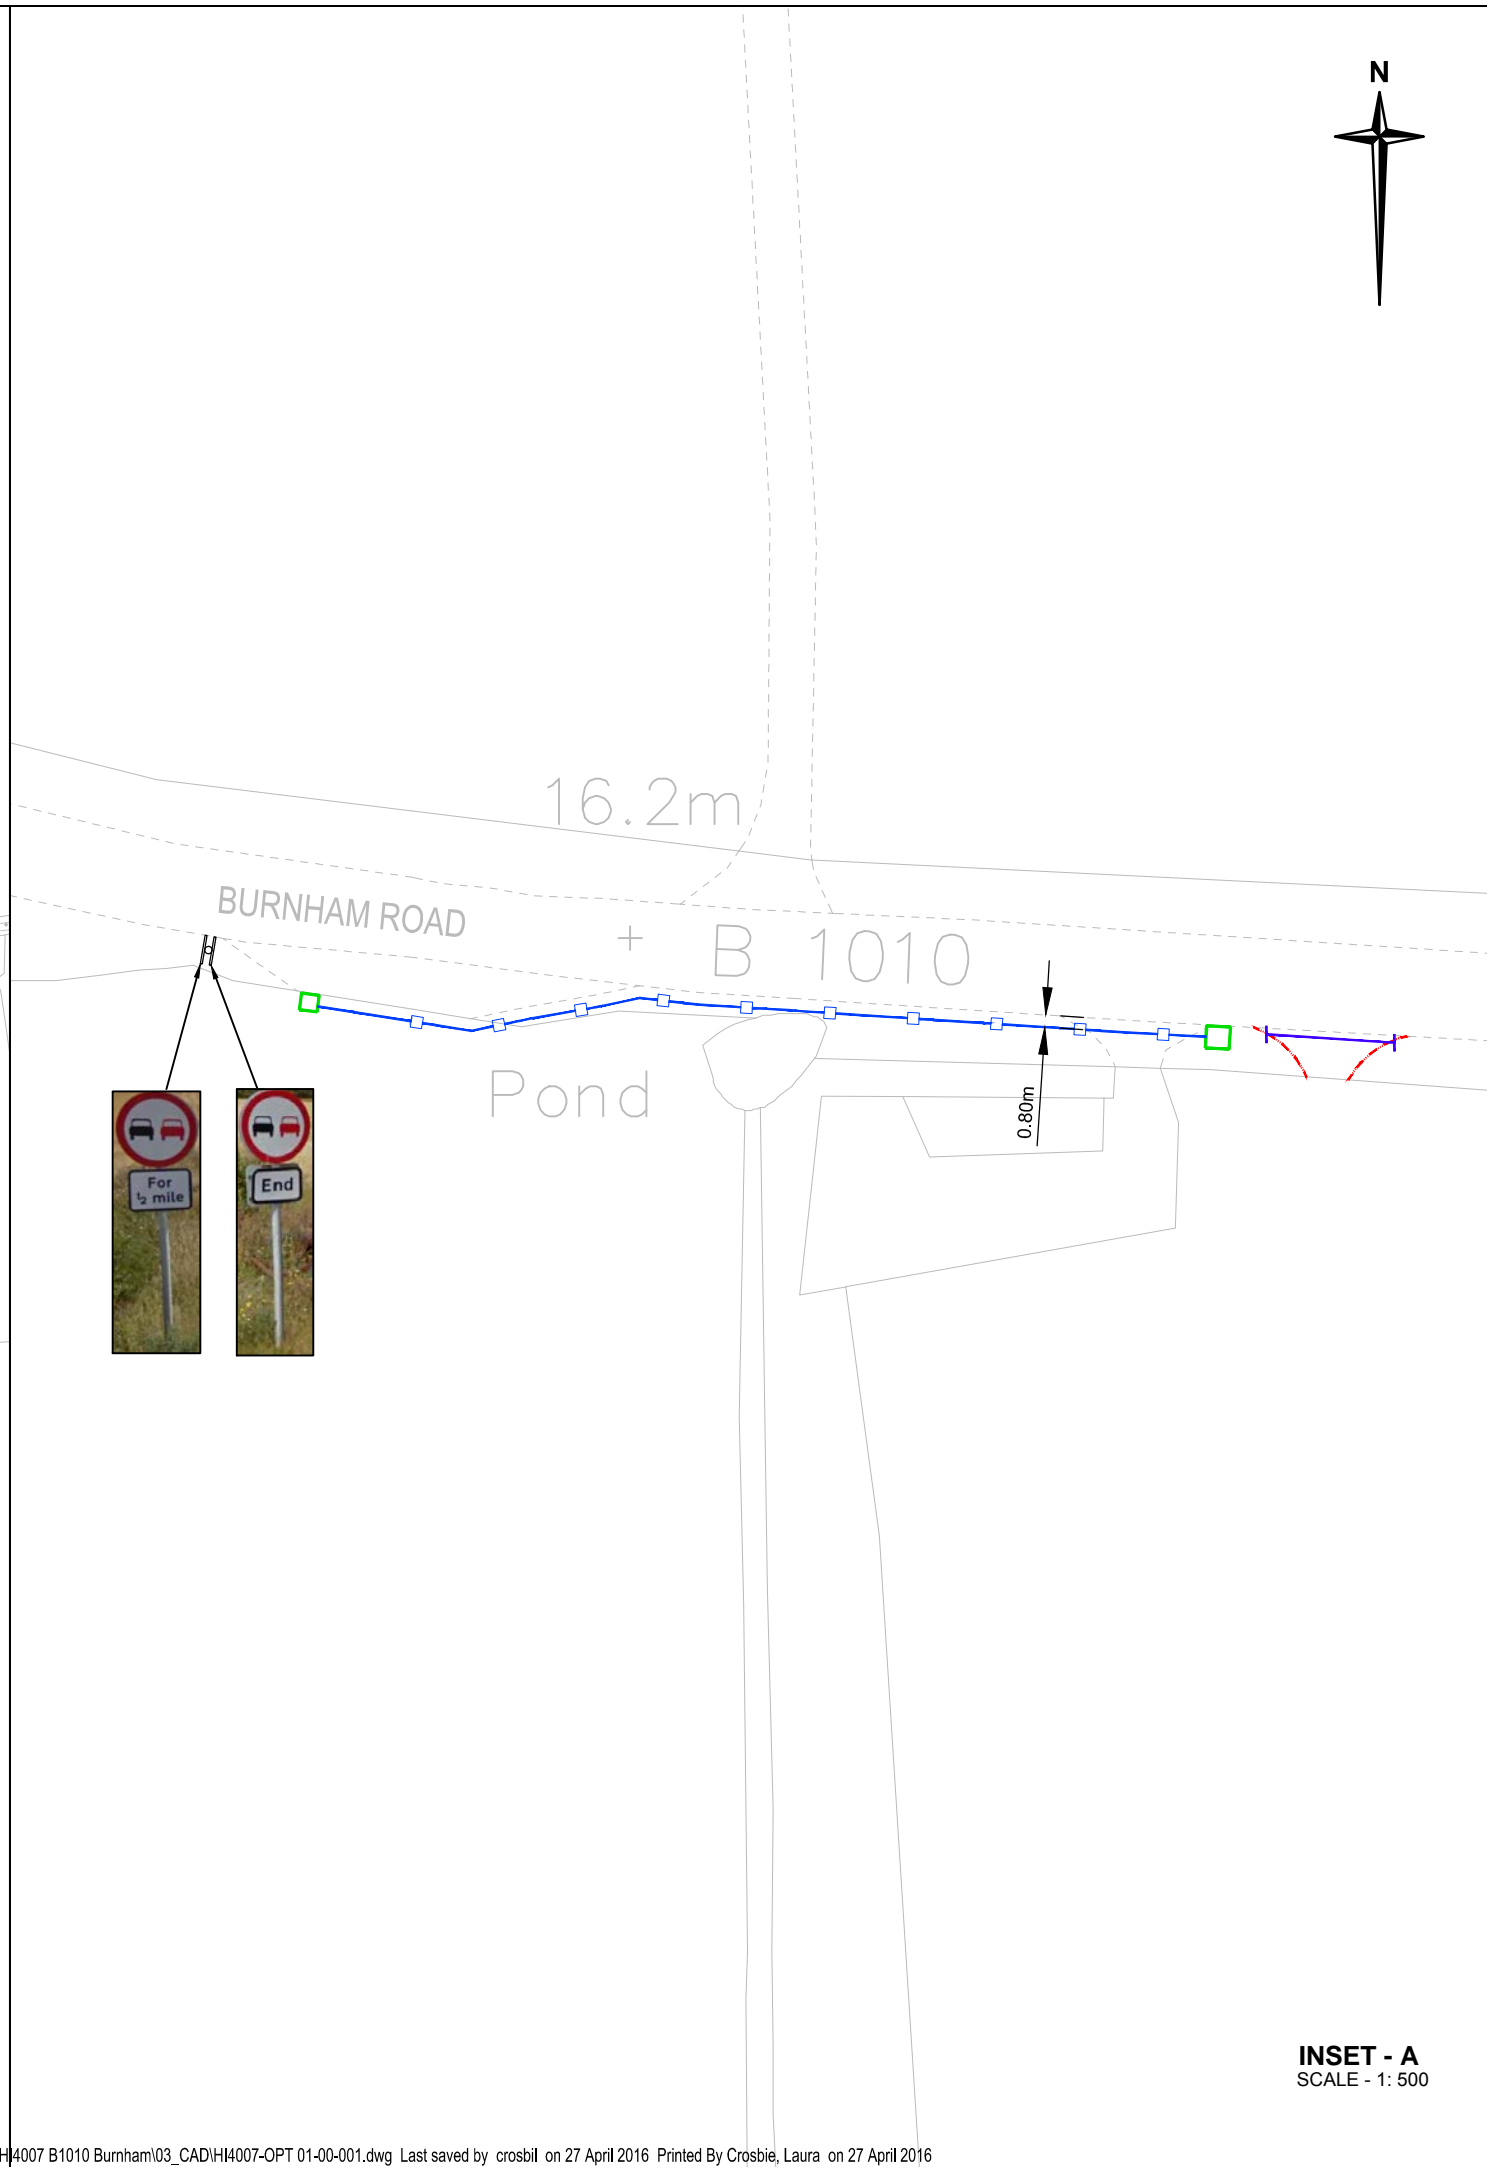 N
16.2m
BURNHAM ROAD
B 1010
Pond
0.80m
For
½ mile
End
INSET - A
SCALE - 1: 500
HI4007 B1010 Burnham\03_CAD\HI4007-OPT 01-00-001.dwg Last saved by crosbil on 27 April 2016 Printed By Crosbie, Laura on 27 April 2016